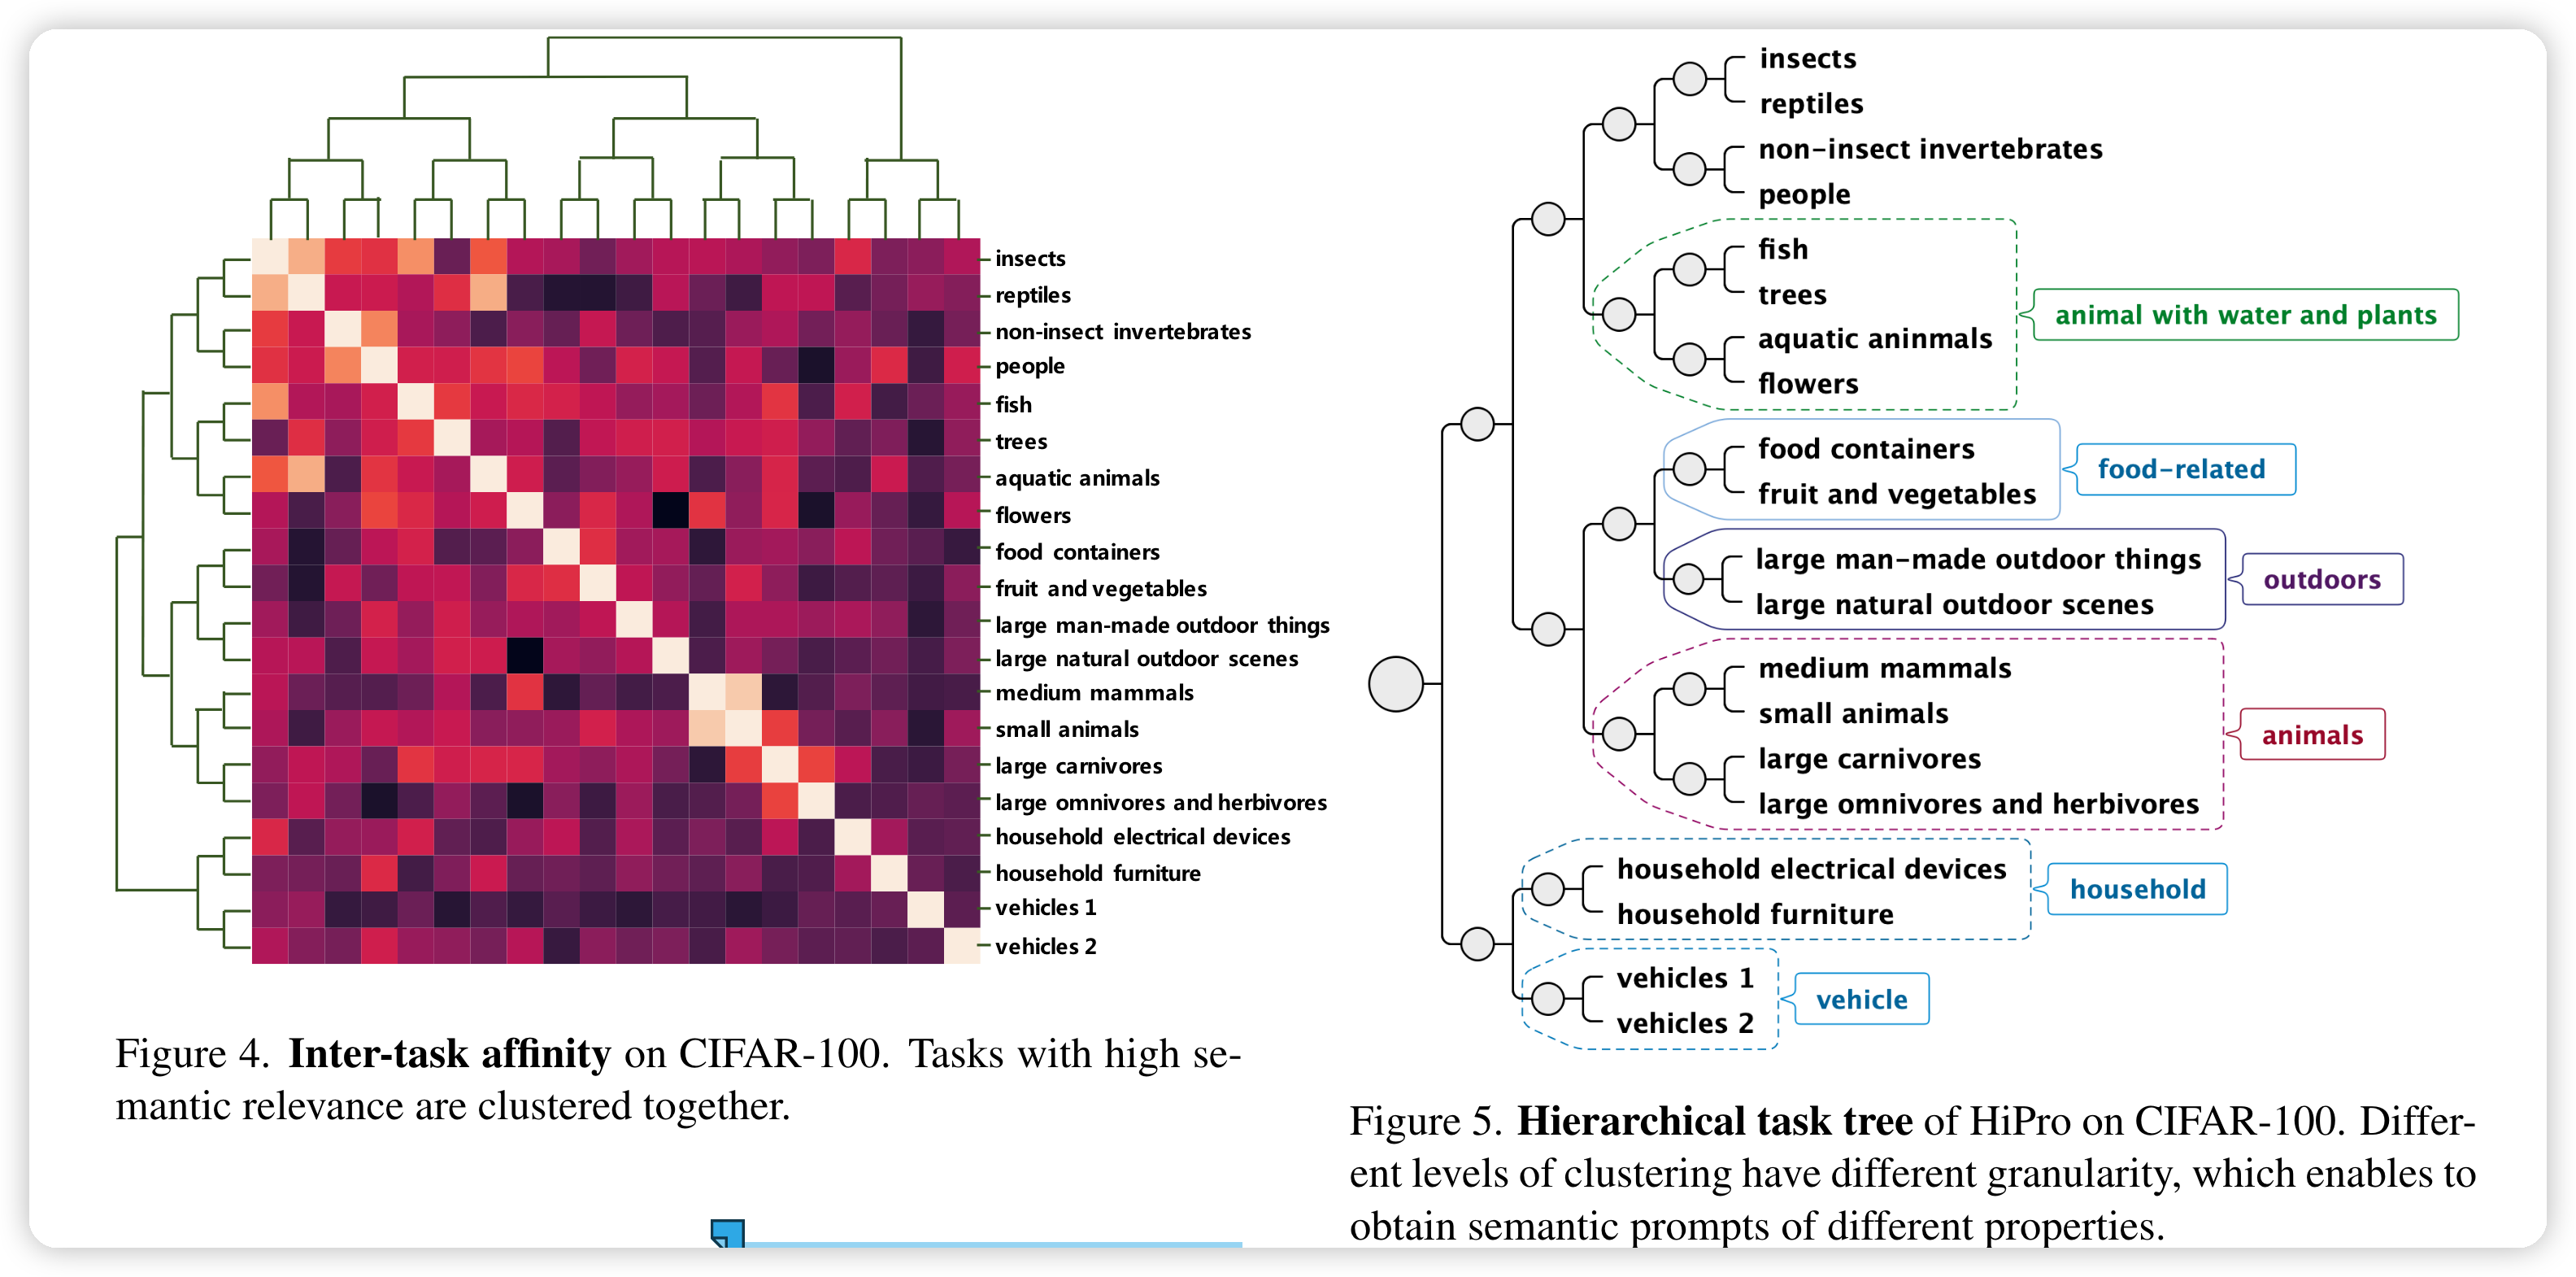 insects
reptiles
non-insect invertebrates
people
fish
trees
aquatic animals
flowers
food containers
fruit and vegetables
large man-made outdoor things
large natural outdoor scenes
medium mammals
small animals
large carnivores
large omnivores and herbivores
household electrical devices
household furniture
vehicles 1
vehicles 2
Figure 4. Inter-task affinity on CIFAR-100. Tasks with high se-
mantic relevance are clustered together.
insects
reptiles
non-insect invertebrates
people
fish
trees
aquatic aninmals
flowers
animal with water and plants
food containers
fruit and vegetables
food-related
large man-made outdoor things
large natural outdoor scenes
outdoors
medium mammals
small animals
large carnivores
large omnivores and herbivores
animals
household electrical devices
household furniture
household
vehicles 1
vehicles 2
vehicle
Figure 5. Hierarchical task tree of HiPro on CIFAR-100. Differ-
ent levels of clustering have different granularity, which enables to
obtain semantic prompts of different properties.